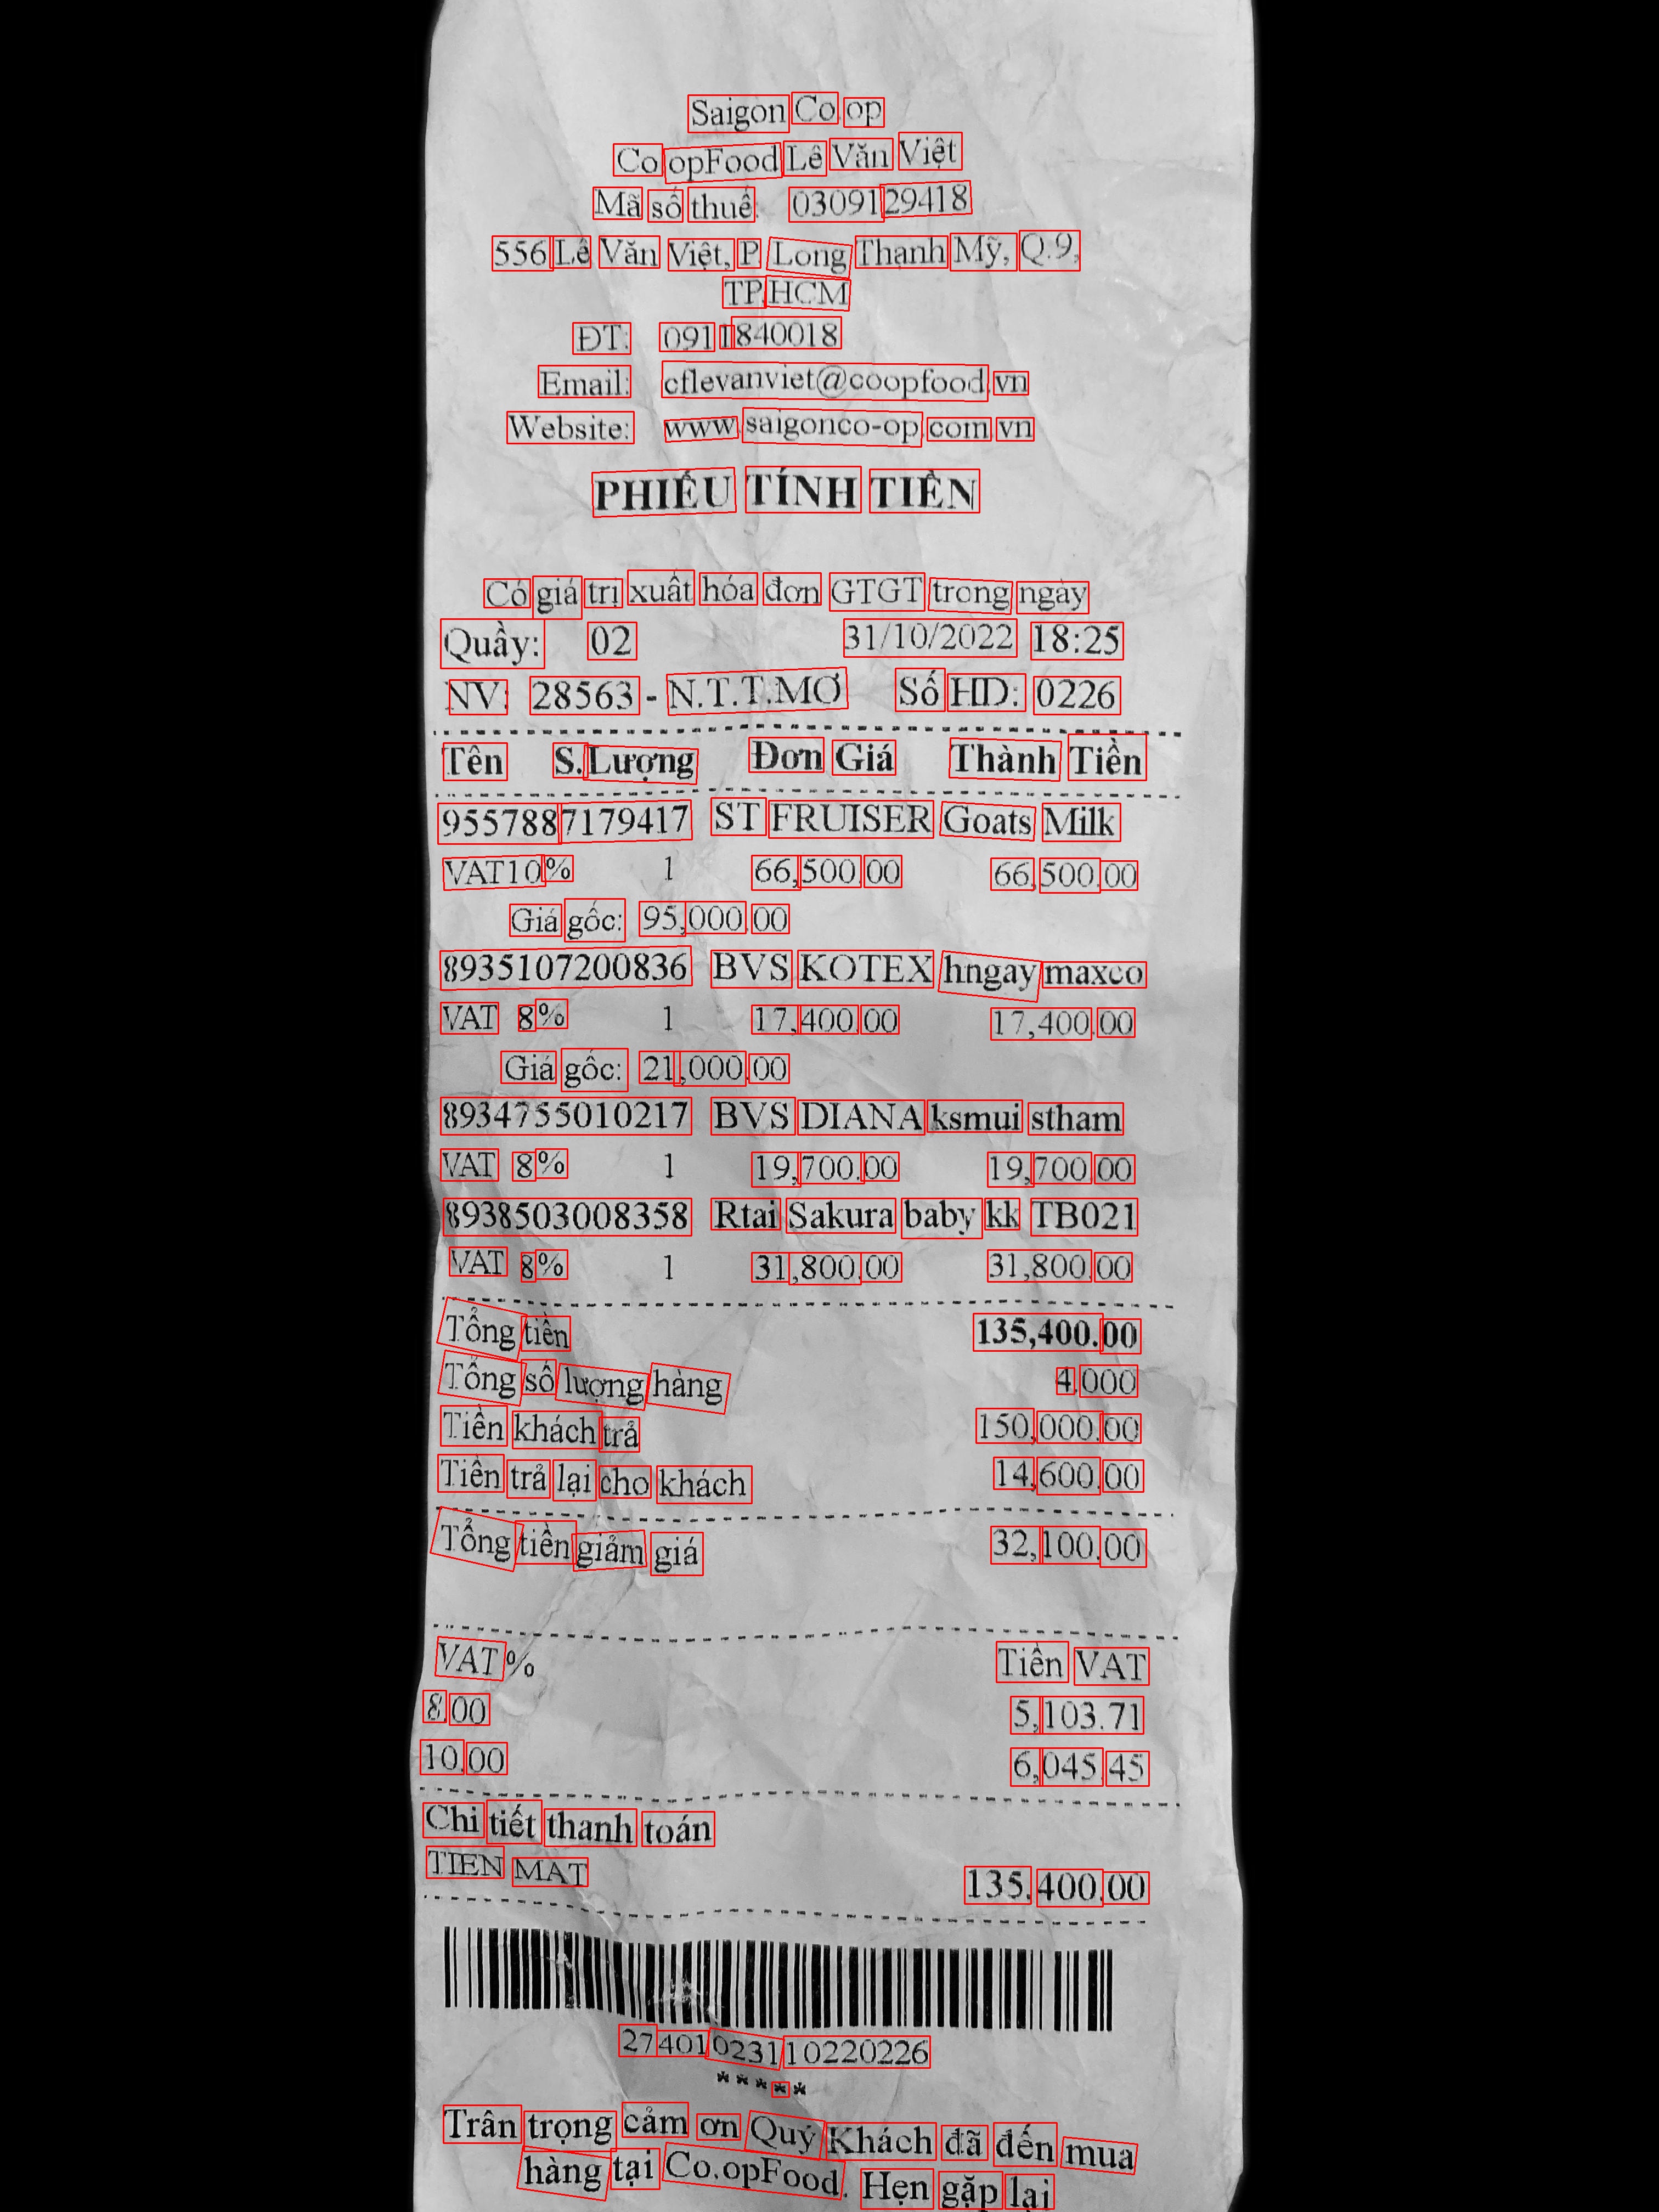 Saigon Co.op
Co.opFood Lê Văn Việt
Mã số thuế: 0309129418
556 Lê Văn Việt, P. Long Thạnh Mỹ, Q.9,
TP.HCM
ĐT: 0911840018
Email: cflevanviet@coopfood.vn
Website: www.saigonco-op.com.vn
PHIẾU TÍNH TIỀN
Có giá trị xuất hóa đơn GTGT trong ngày
Quầy: 02 31/10/2022 18:25
NV: 28563 - N.T.T.MƠ Số HD: 0226
Tên S.Lượng Đơn Giá Thành Tiền
9557887179417 ST FRUISER Goats Milk
VAT10% 1 66,500.00 66,500.00
Giá gốc: 95,000.00
8935107200836 BVS KOTEX hngay maxco
VAT 8% 1 17,400.00 17,400.00
Giá gốc: 21,000.00
8934755010217 BVS DIANA ksmui stham
VAT 8% 1 19,700.00 19,700.00
8938503008358 Rtai Sakura baby kk TB021
VAT 8% 1 31,800.00 31,800.00
Tổng tiền 135,400.00
Tổng số lượng hàng 4.000
Tiền khách trả 150,000.00
Tiền trả lại cho khách 14,600.00
Tổng tiền giảm giá 32,100.00
VAT% Tiền VAT
8.00 5,103.71
10.00 6,045.45
Chi tiết thanh toán
TIEN MAT 135,400.00
27401023110220226
*****
Trân trọng cảm ơn Quý Khách đã đến mua
hàng tại Co.opFood. Hẹn gặp lại